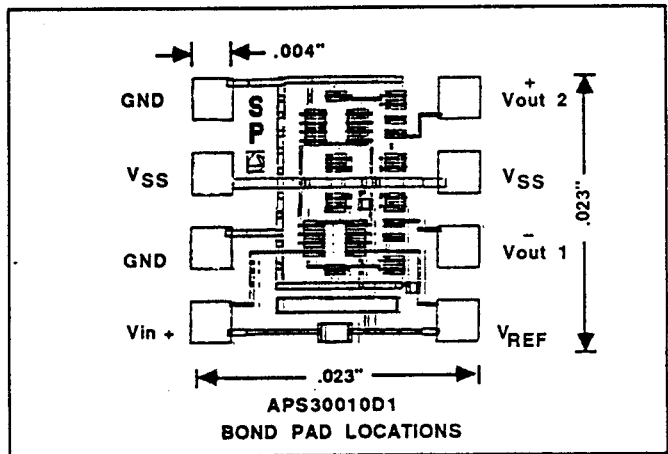 .004"
GND
+
Vout 2
SP
VSS
VSS
.023"
GND
–
Vout 1
Vin +
VREF
.023"
APS30010D1
BOND PAD LOCATIONS